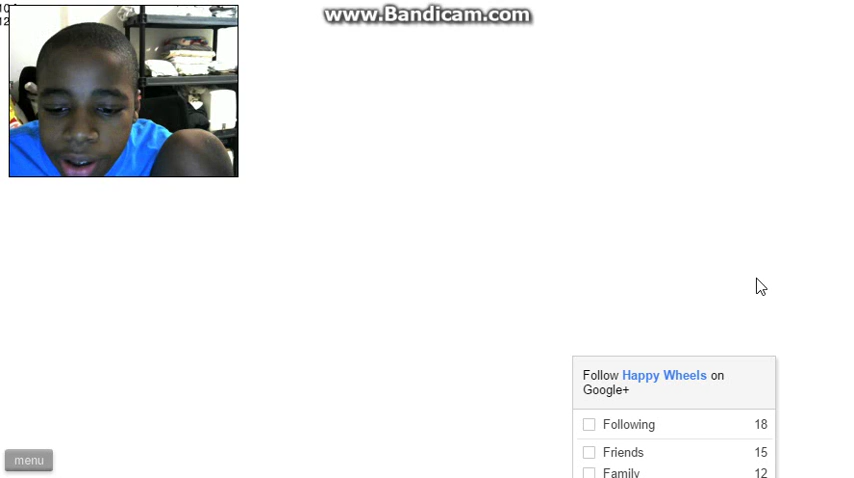 www.Bandicam.com
Follow Happy Wheels on
Google+
Following 18
Friends 15
Family 12
menu